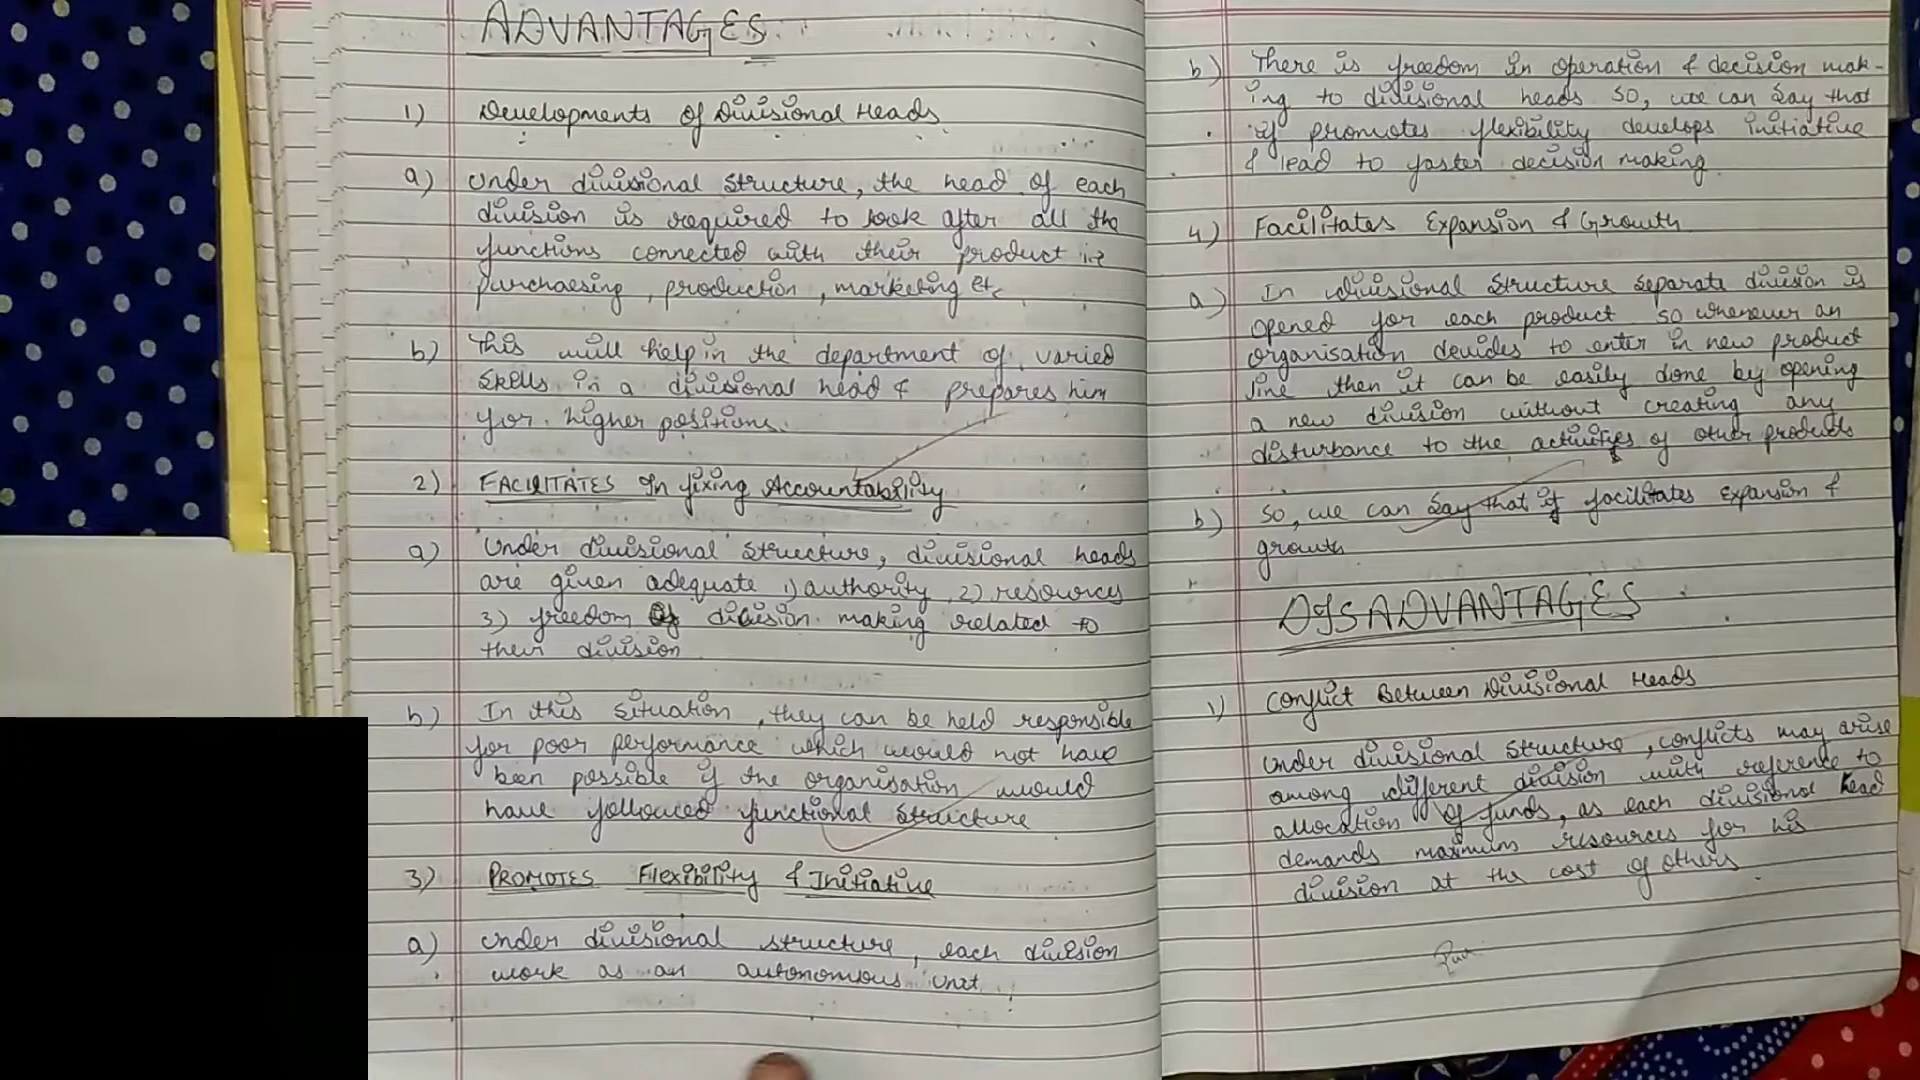 ADVANTAGES
1) Developments of Divisional Heads
a) Under divisional structure, the head of each
division is required to look after all the
functions connected with their product i.e
purchaesing, production, marketing etc
b) This will help in the department of varied
skills in a divisional head & prepares him
for higher positions.
2) FACILITATES In fixing Accountability
a) Under divisional structure, divisional heads
are given adequate 1) authority, 2) resources
3) freedom of dicision making related to
their division
b) In this situation, they can be held responsible
for poor performance which would not have
been possible if the organisation would
have followed functional structure
3) PROMOTES Flexibility & Initiative
a) Under divisional structure, each division
work as an autonomous unit.
b) There is freedom in operation & decision mak-
ing to divisional heads so, we can say that
if promotes flexibility develops initiative
& lead to faster decision making
4) Facilitates Expansion & Growth
a) In divisional structure separate division is
opened for each product so whenever an
organisation devides to enter in new product
line then it can be easily done by opening
a new division without creating any
disturbance to the activities of other products
b) So, we can say that if facilitates expansion &
growth
DISADVANTAGES
1) Conflict Between Divisional Heads
Under divisional structure, conflicts may arise
among different division with reference to
allocation of funds, as each divisional head
demands maximum resources for his
division at the cost of others.